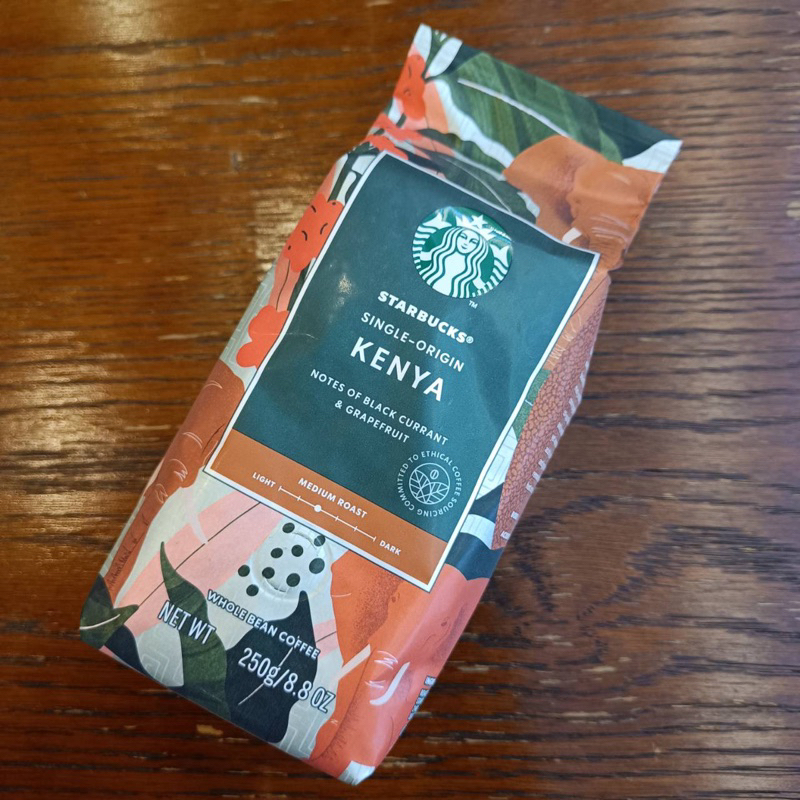 STARBUCKS®
SINGLE-ORIGIN
KENYA
NOTES OF BLACK CURRANT
& GRAPEFRUIT
COMMITTED TO ETHICAL COFFEE SOURCING
MEDIUM ROAST
LIGHT
DARK
WHOLE BEAN COFFEE
NET WT
250g/8.8 OZ
TM